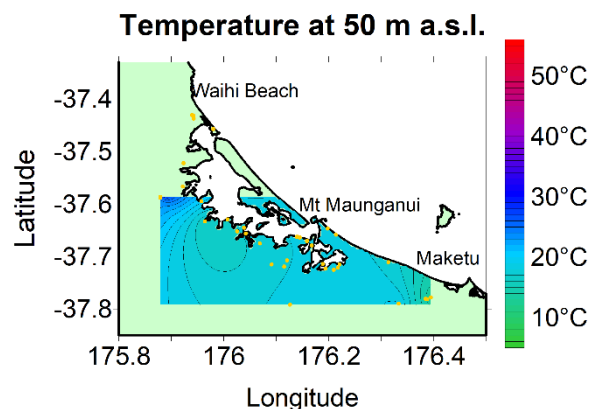 Temperature at 50 m a.s.l.
Waihi Beach
Mt Maunganui
Maketu
Latitude
-37.4
-37.5
-37.6
-37.7
-37.8
175.8
176
176.2
176.4
Longitude
50°C
40°C
30°C
20°C
10°C